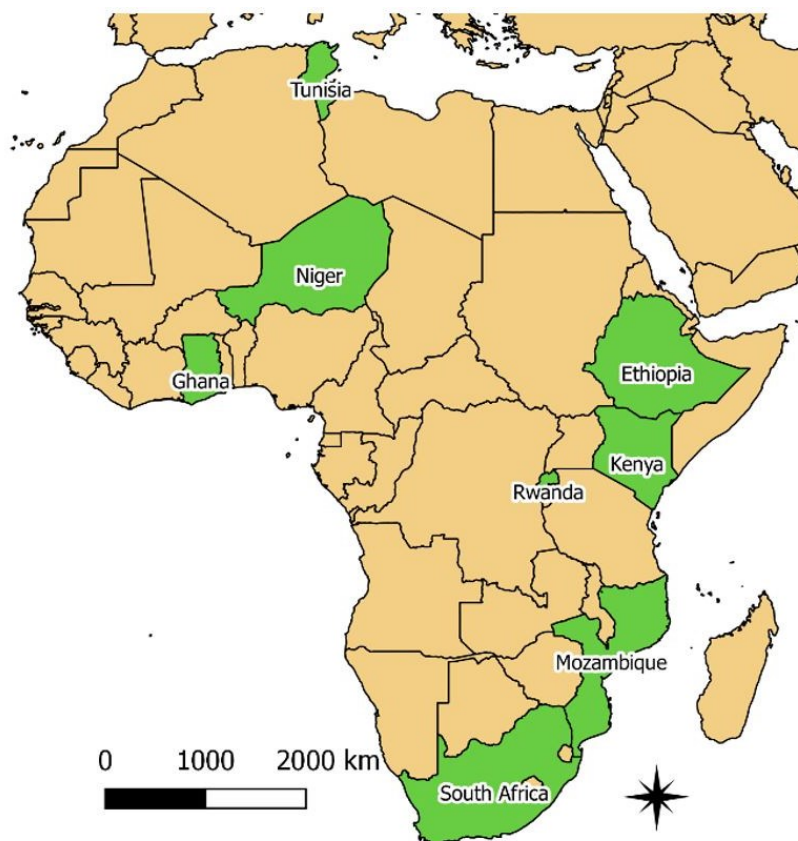 Tunisia
Niger
Ghana
Ethiopia
Kenya
Rwanda
Mozambique
0 1000 2000 km
South Africa